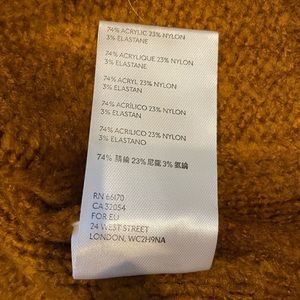 74% ACRYLIC 23% NYLON
3% ELASTANE
74% ACRYLIQUE 23% NYLON
3% ELASTANE
74% ACRYL 23% NYLON
3% ELASTAN
74% ACRÍLICO 23% NYLON
3% ELASTANO
74% ACRILICO 23% NYLON
3% ELASTANO
74% 腈綸 23% 尼龍 3% 氨綸
RN 66170
CA 32054
FOR EU
24 WEST STREET
LONDON, WC2H9NA